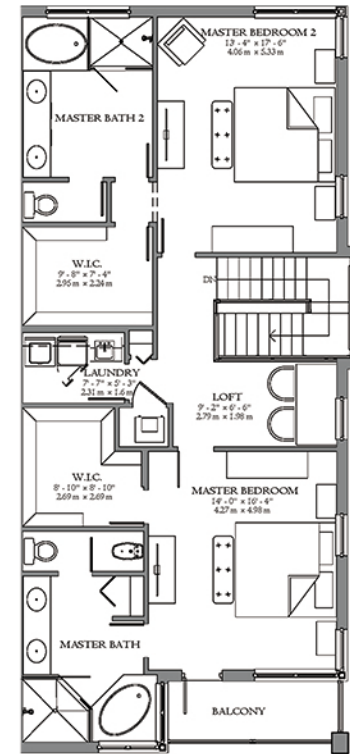 MASTER BEDROOM 2
13' - 4" x 17' - 6"
4.06 m x 5.33 m
MASTER BATH 2
W.I.C.
9' - 8" x 7' - 4"
2.95 m x 2.24 m
DN
LAUNDRY
7' - 7" x 5' - 3"
2.31 m x 1.6 m
LOFT
9' - 2" x 6' - 6"
2.79 m x 1.98 m
W.I.C.
8' - 10" x 8' - 10"
2.69 m x 2.69 m
MASTER BEDROOM
14' - 0" x 16' - 4"
4.27 m x 4.98 m
MASTER BATH
BALCONY